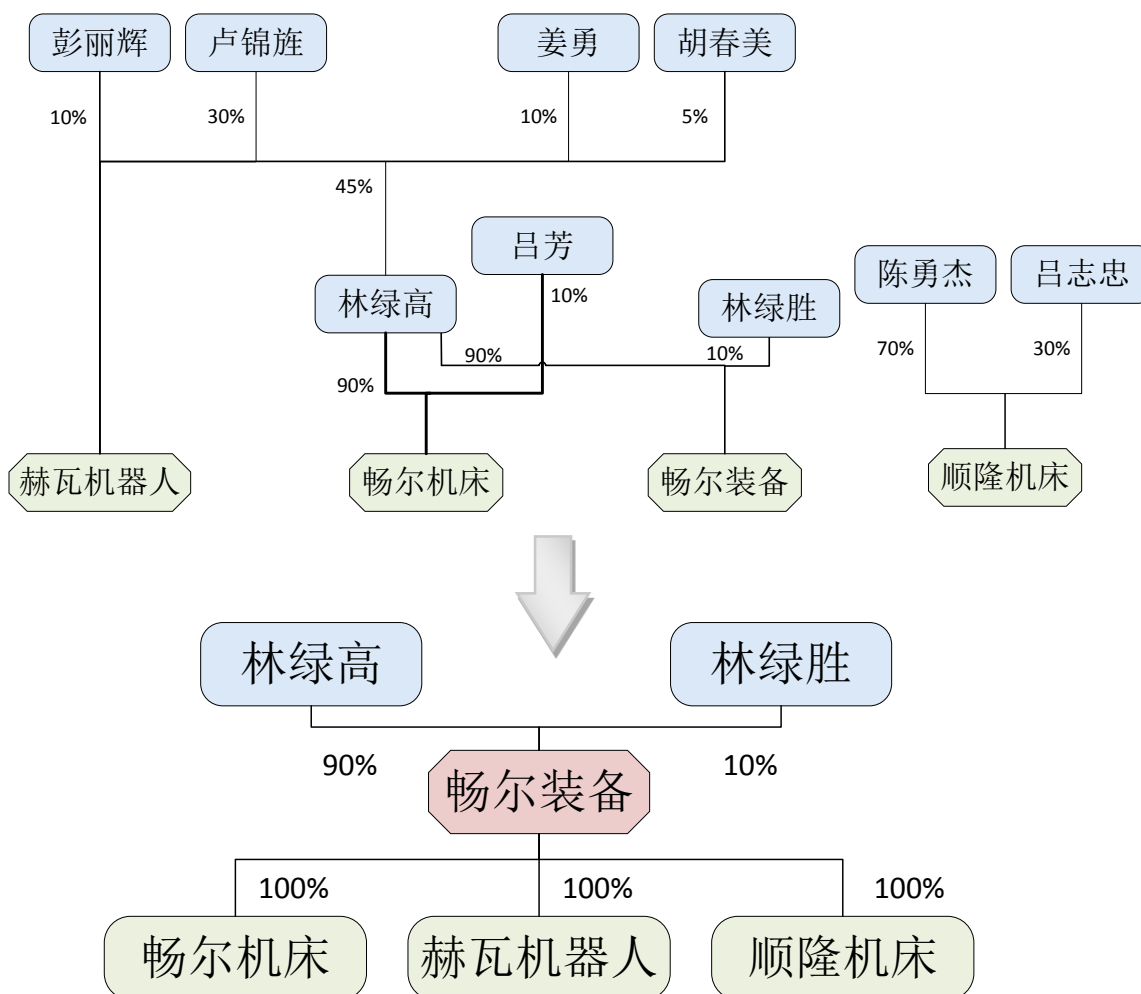 彭丽辉
卢锦旌
姜勇
胡春美
10%
30%
10%
5%
45%
吕芳
陈勇杰
吕志忠
林绿高
10%
林绿胜
90%
10%
70%
30%
90%
赫瓦机器人
畅尔机床
畅尔装备
顺隆机床
林绿高
林绿胜
90%
10%
畅尔装备
100%
100%
100%
畅尔机床
赫瓦机器人
顺隆机床